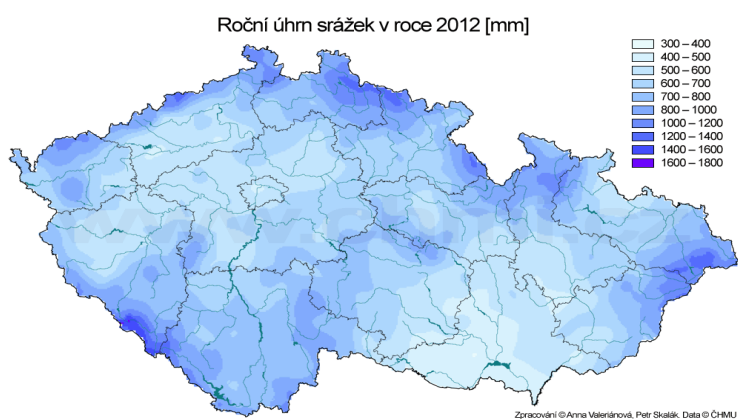 Roční úhrn srážek v roce 2012 [mm]
300 – 400
400 – 500
500 – 600
600 – 700
700 – 800
800 – 1000
1000 – 1200
1200 – 1400
1400 – 1600
1600 – 1800
Zpracování © Anna Valeriánová, Petr Skalák, Data © ČHMÚ